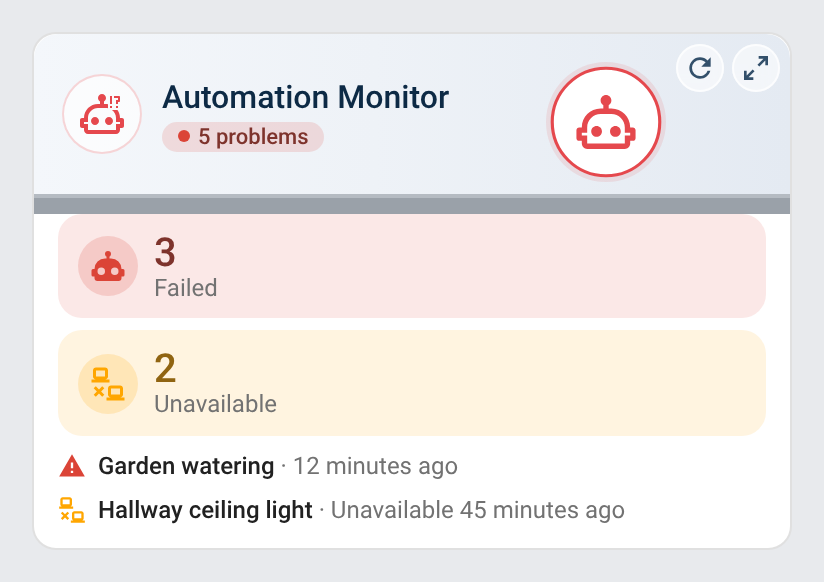 Automation Monitor
5 problems
3
Failed
2
Unavailable
Garden watering · 12 minutes ago
Hallway ceiling light · Unavailable 45 minutes ago